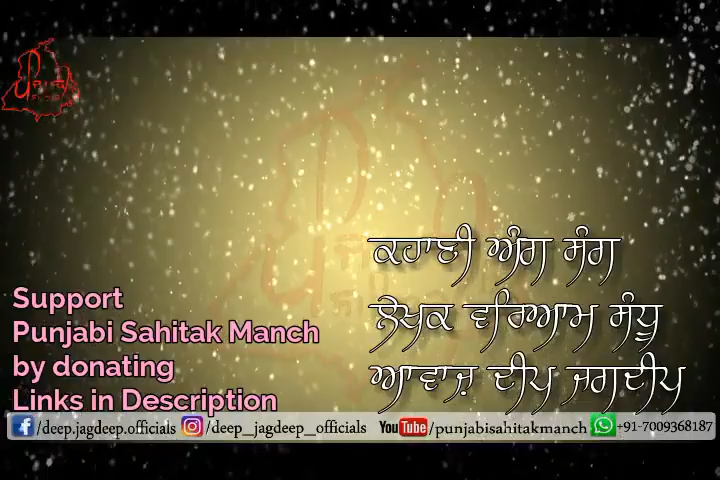 ਕਹਾਣੀ ਅੰਗ ਸੰਗ
ਲੇਖਕ ਵਰਿਆਮ ਸੰਧੂ
ਆਵਾਜ਼ ਦੀਪ ਜਗਦੀਪ
Support
Punjabi Sahitak Manch
by donating
Links in Description
/deep.jagdeep.officials /deep_jagdeep_officials YouTube/punjabisahitakmanch +91-7009368187